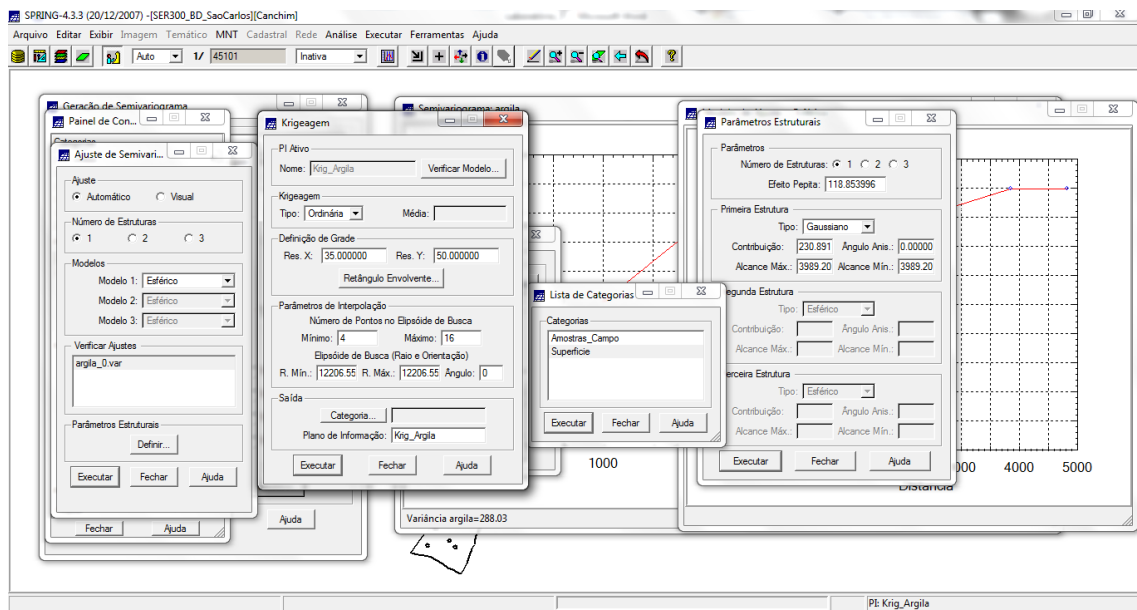 SPRING-4.3.3 (20/12/2007) -[SER300_BD_SaoCarlos][Canchim]
Arquivo Editar Exibir Imagem Temático MNT Cadastral Rede Análise Executar Ferramentas Ajuda
Auto 1/ 45101 Inativa
Geração de Semivariograma
Painel de Con...
Categorias
Fechar Ajuda
Ajuda
Ajuste de Semivari...
Ajuste
Automático Visual
Número de Estruturas
1 2 3
Modelos
Modelo 1: Esférico
Modelo 2: Esférico
Modelo 3: Esférico
Verificar Ajustes
argila_0.var
Parâmetros Estruturais
Definir...
Executar Fechar Ajuda
Krigeagem
PI Ativo
Nome: Krig_Argila Verificar Modelo...
Krigeagem
Tipo: Ordinária Média:
Definição de Grade
Res. X: 35.000000 Res. Y: 50.000000
Retângulo Envolvente...
Parâmetros de Interpolação
Número de Pontos no Elipsóide de Busca
Mínimo: 4 Máximo: 16
Elipsóide de Busca (Raio e Orientação)
R. Mín.: 12206.55 R. Máx.: 12206.55 Ângulo: 0
Saída
Categoria...
Plano de Informação: Krig_Argila
Executar Fechar Ajuda
Semivariograma: argila
1000
Variância argila=288.03
Lista de Categorias
Categorias
Amostras_Campo
Superficie
Executar Fechar Ajuda
Parâmetros Estruturais
Parâmetros
Número de Estruturas: 1 2 3
Efeito Pepita: 118.853996
Primeira Estrutura
Tipo: Gaussiano
Contribuição: 230.891 Ângulo Anis.: 0.00000
Alcance Máx.: 3989.20 Alcance Mín.: 3989.20
egunda Estrutura
Tipo: Esférico
Contribuição: Ângulo Anis.:
Alcance Máx.: Alcance Mín.:
erceira Estrutura
Tipo: Esférico
Contribuição: Ângulo Anis.:
Alcance Máx.: Alcance Mín.:
Executar Fechar Ajuda
000 4000 5000
Distância
PI: Krig_Argila